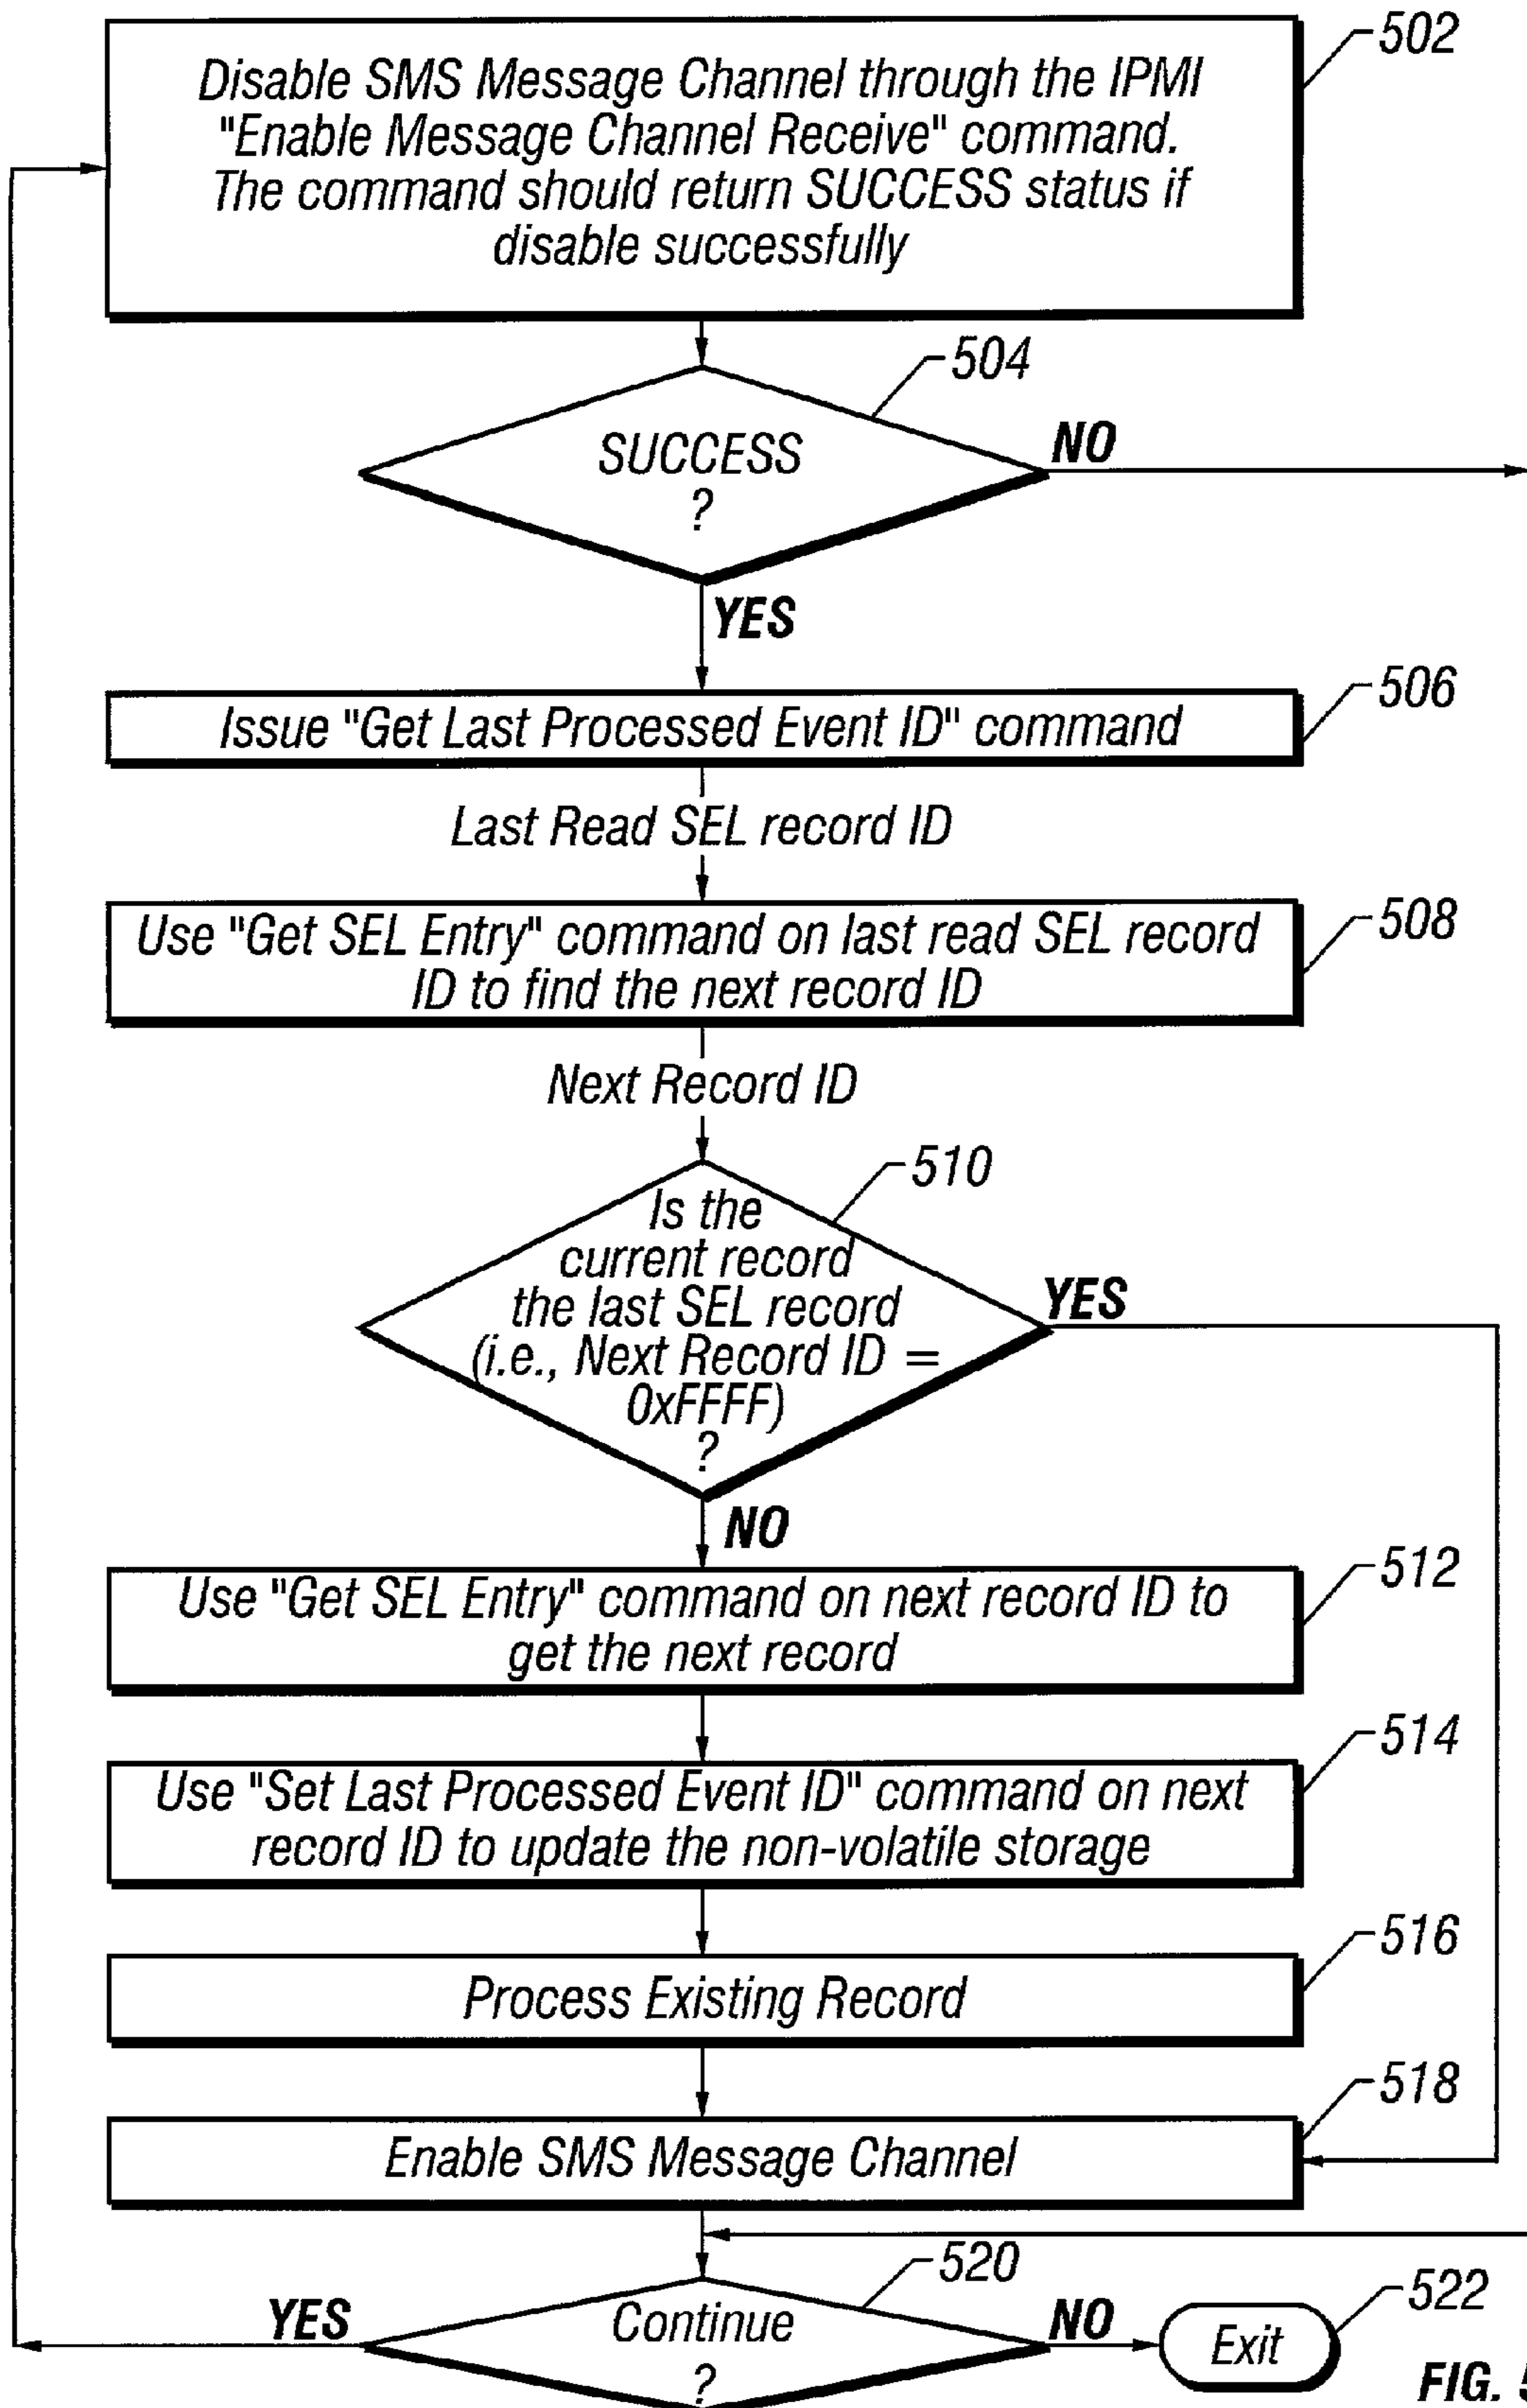 502
Disable SMS Message Channel through the IPMI
"Enable Message Channel Receive" command.
The command should return SUCCESS status if
disable successfully
504
SUCCESS
?
NO
YES
506
Issue "Get Last Processed Event ID" command
Last Read SEL record ID
508
Use "Get SEL Entry" command on last read SEL record
ID to find the next record ID
Next Record ID
510
Is the
current record
the last SEL record
(i.e., Next Record ID =
0xFFFF)
?
YES
NO
512
Use "Get SEL Entry" command on next record ID to
get the next record
514
Use "Set Last Processed Event ID" command on next
record ID to update the non-volatile storage
516
Process Existing Record
518
Enable SMS Message Channel
520
YES
Continue
?
NO
Exit
522
FIG. 5